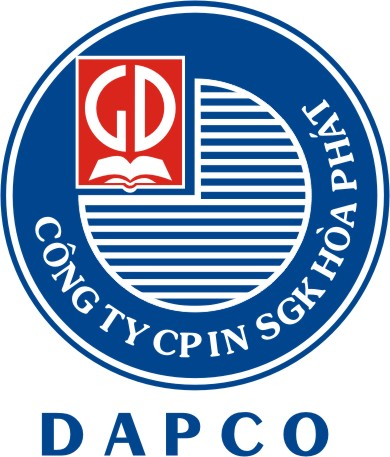 GD
CÔNG TY CP IN SGK HÒA PHÁT
DAPCO